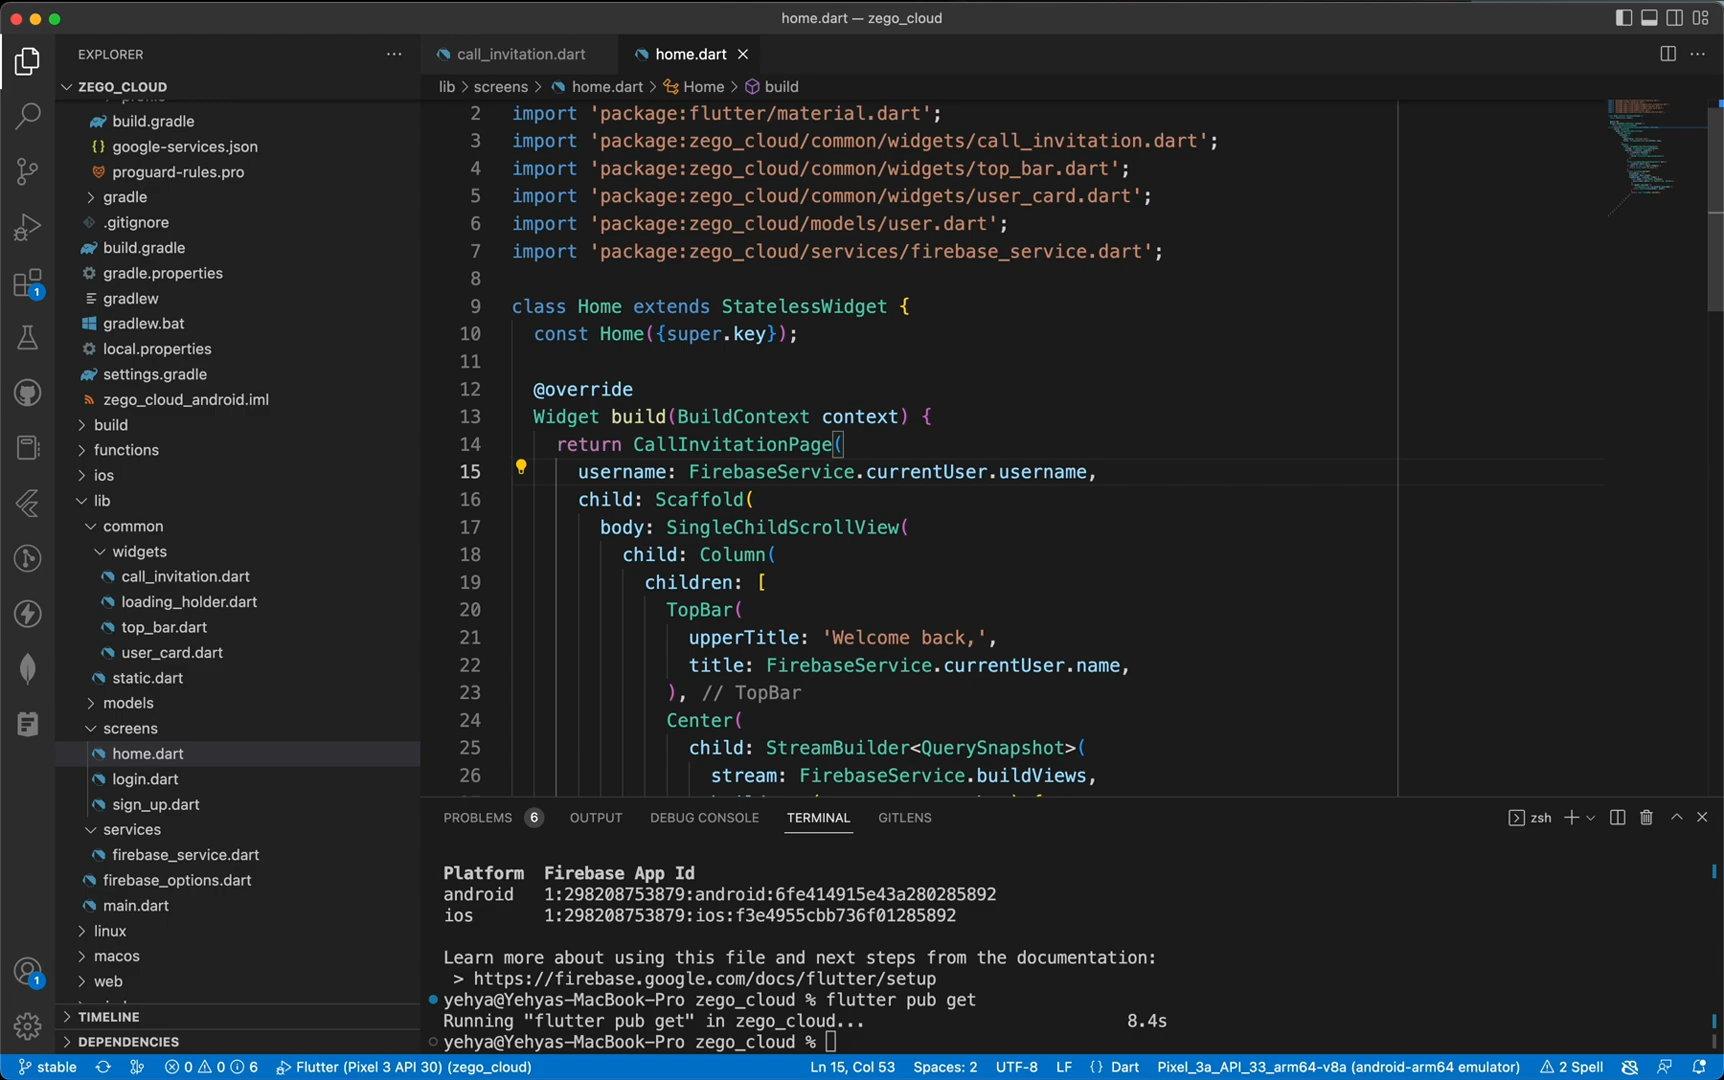 home.dart — zego_cloud
EXPLORER
ZEGO_CLOUD
build.gradle
google-services.json
proguard-rules.pro
gradle
.gitignore
build.gradle
gradle.properties
gradlew
gradlew.bat
local.properties
settings.gradle
zego_cloud_android.iml
build
functions
ios
lib
common
widgets
call_invitation.dart
loading_holder.dart
top_bar.dart
user_card.dart
static.dart
models
screens
home.dart
login.dart
sign_up.dart
services
firebase_service.dart
firebase_options.dart
main.dart
linux
macos
web
TIMELINE
DEPENDENCIES
1
1
call_invitation.dart
home.dart
lib > screens > home.dart > Home > build
2 import 'package:flutter/material.dart';
3 import 'package:zego_cloud/common/widgets/call_invitation.dart';
4 import 'package:zego_cloud/common/widgets/top_bar.dart';
5 import 'package:zego_cloud/common/widgets/user_card.dart';
6 import 'package:zego_cloud/models/user.dart';
7 import 'package:zego_cloud/services/firebase_service.dart';
8
9 class Home extends StatelessWidget {
10 const Home({super.key});
11
12 @override
13 Widget build(BuildContext context) {
14 return CallInvitationPage(
15 username: FirebaseService.currentUser.username,
16 child: Scaffold(
17 body: SingleChildScrollView(
18 child: Column(
19 children: [
20 TopBar(
21 upperTitle: 'Welcome back,',
22 title: FirebaseService.currentUser.name,
23 ), // TopBar
24 Center(
25 child: StreamBuilder<QuerySnapshot>(
26 stream: FirebaseService.buildViews,
PROBLEMS 6 OUTPUT DEBUG CONSOLE TERMINAL GITLENS
zsh
Platform Firebase App Id
android 1:298208753879:android:6fe414915e43a280285892
ios 1:298208753879:ios:f3e4955cbb736f01285892
Learn more about using this file and next steps from the documentation:
> https://firebase.google.com/docs/flutter/setup
yehya@Yehyas-MacBook-Pro zego_cloud % flutter pub get
Running "flutter pub get" in zego_cloud... 8.4s
yehya@Yehyas-MacBook-Pro zego_cloud %
stable 0 0 6 Flutter (Pixel 3 API 30) (zego_cloud) Ln 15, Col 53 Spaces: 2 UTF-8 LF {} Dart Pixel_3a_API_33_arm64-v8a (android-arm64 emulator) 2 Spell